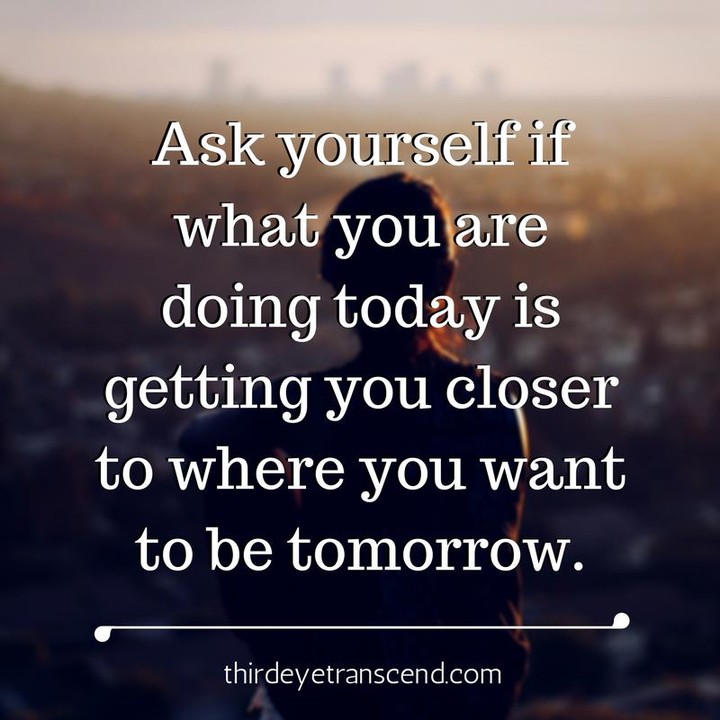 Ask yourself if
what you are
doing today is
getting you closer
to where you want
to be tomorrow.
thirdeyetranscend.com